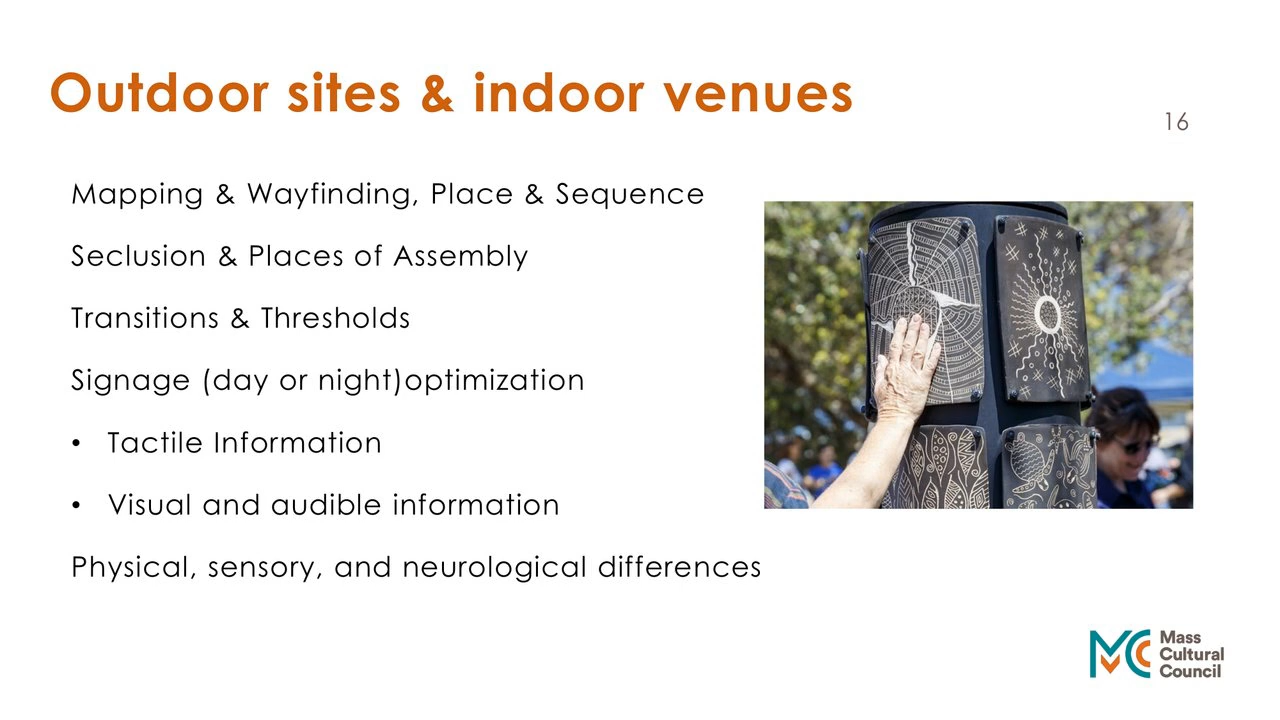 Outdoor sites & indoor venues
16
Mapping & Wayfinding, Place & Sequence
Seclusion & Places of Assembly
Transitions & Thresholds
Signage (day or night)optimization
• Tactile Information
• Visual and audible information
Physical, sensory, and neurological differences
Mass
Cultural
Council